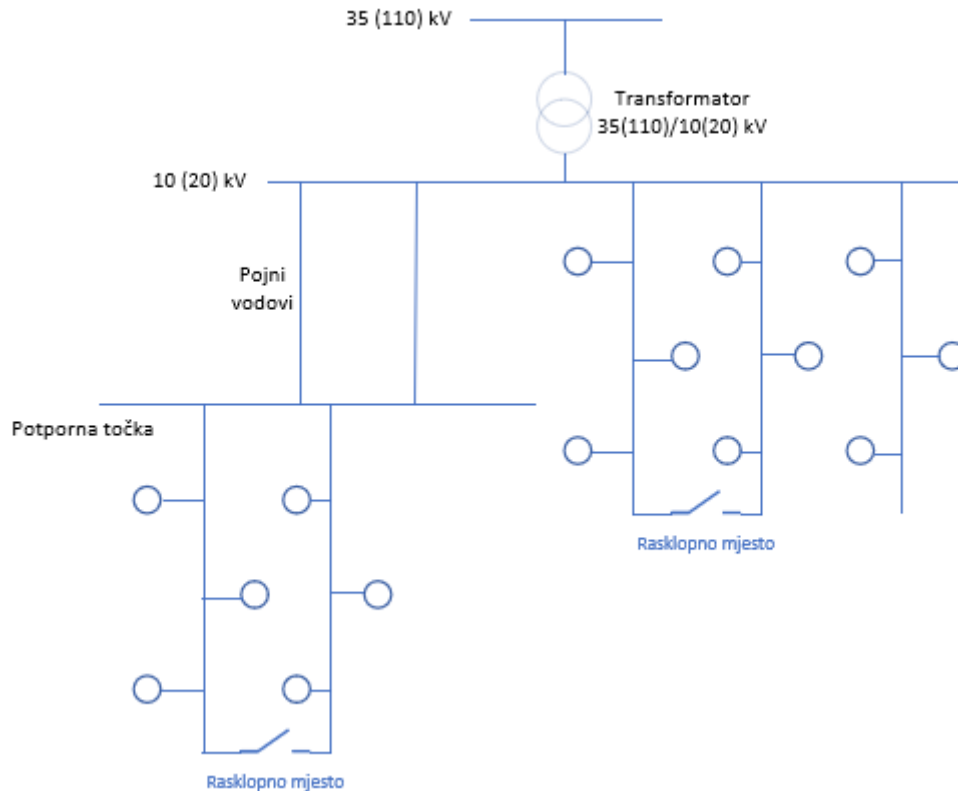 35 (110) kV
Transformator
35(110)/10(20) kV
10 (20) kV
Pojni
vodovi
Potporna točka
Rasklopno mjesto
Rasklopno mjesto